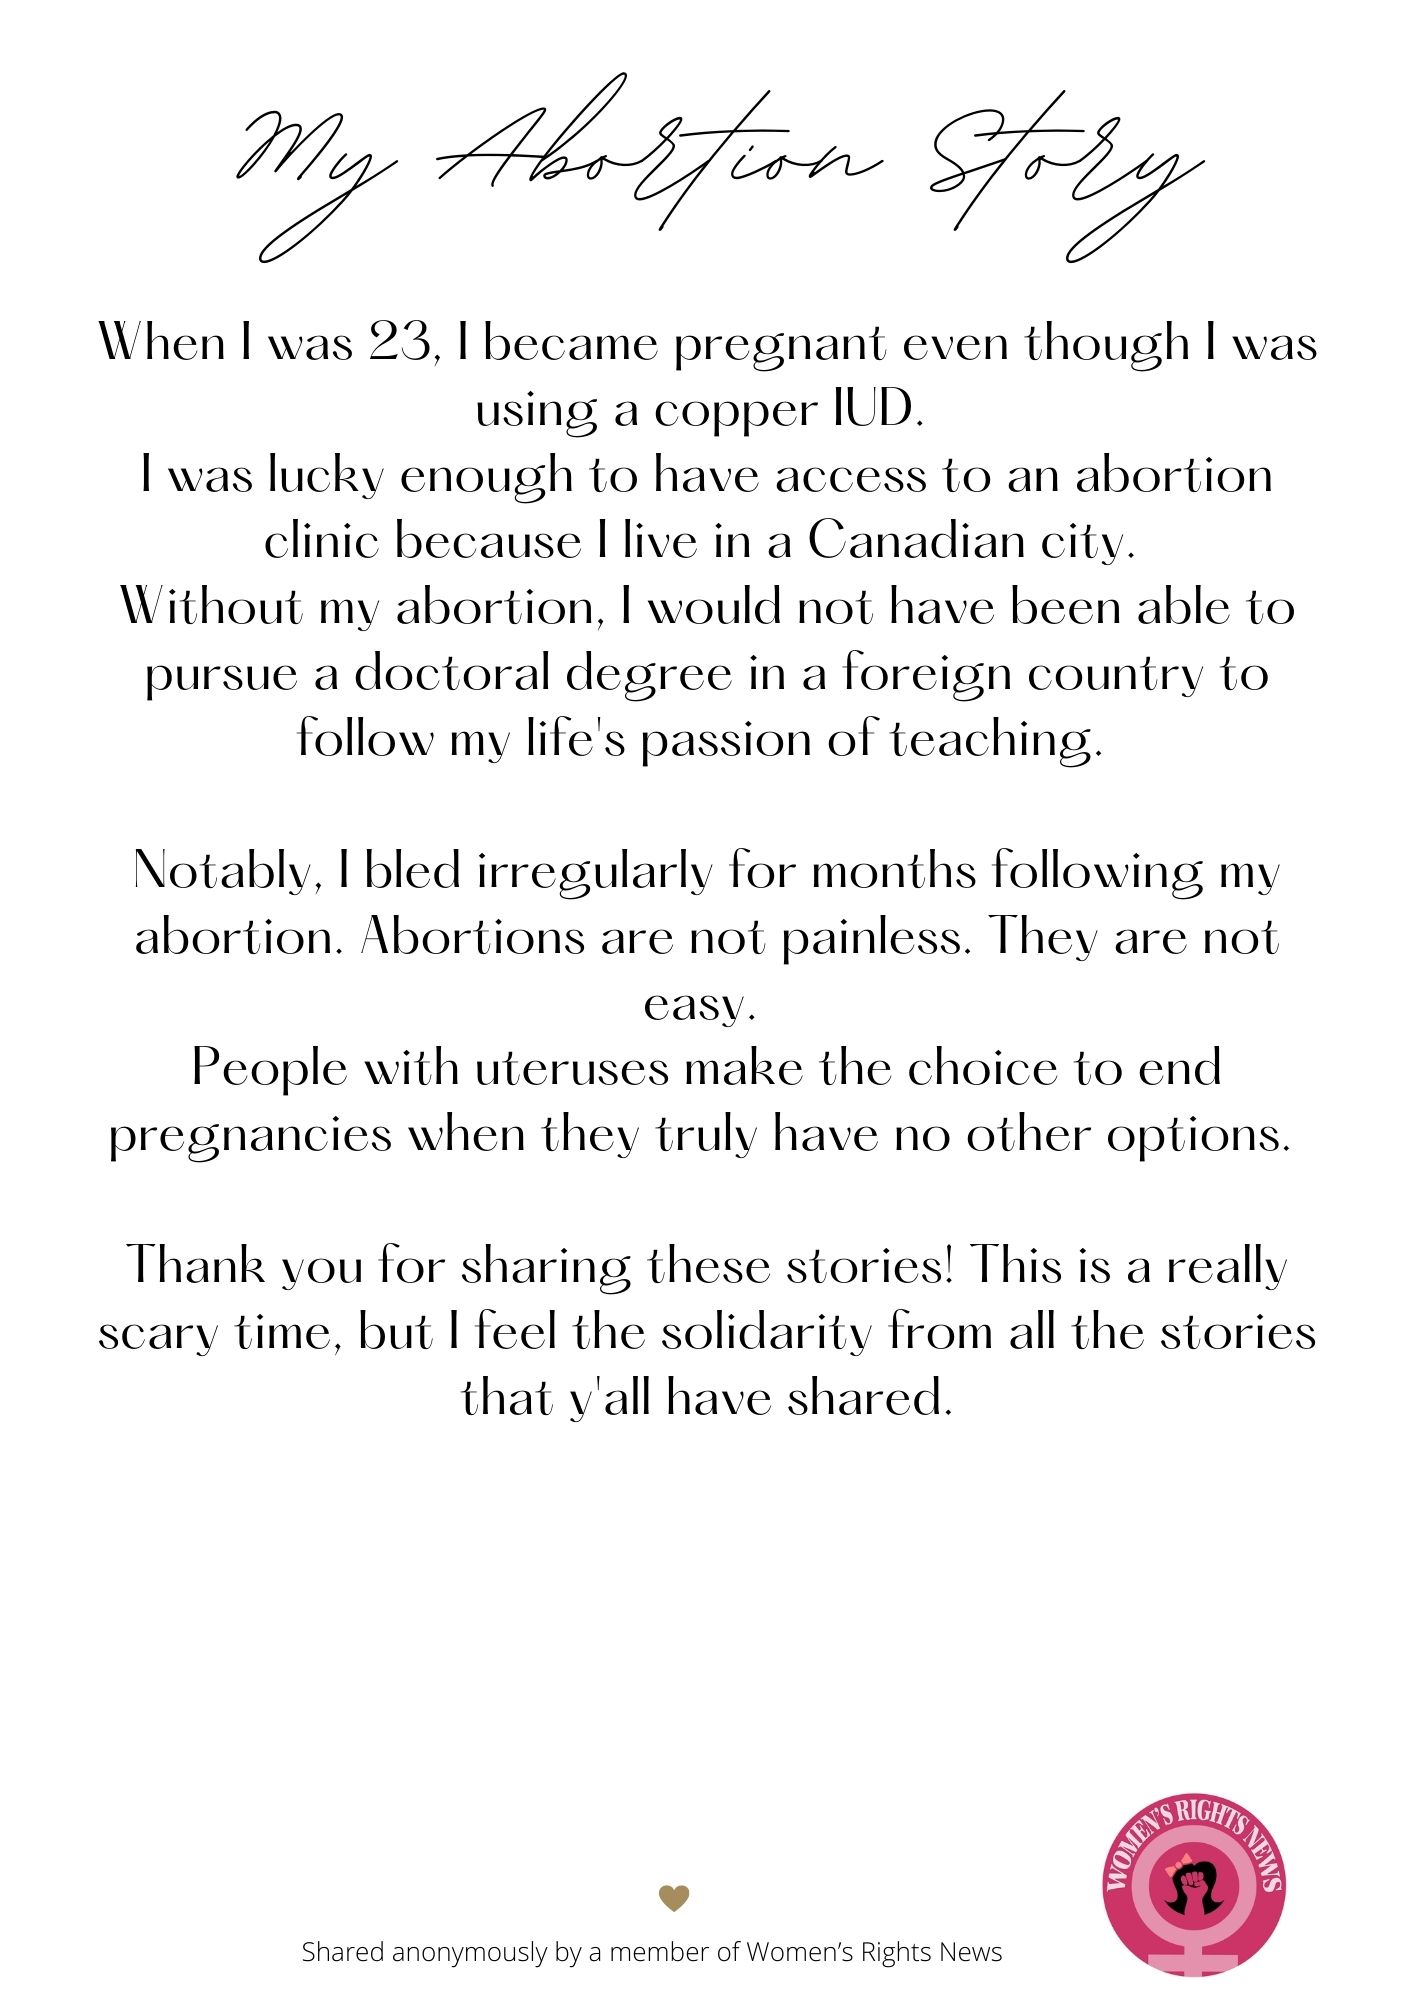 My Abortion Story
When I was 23, I became pregnant even though I was
using a copper IUD.
I was lucky enough to have access to an abortion
clinic because I live in a Canadian city.
Without my abortion, I would not have been able to
pursue a doctoral degree in a foreign country to
follow my life's passion of teaching.
Notably, I bled irregularly for months following my
abortion. Abortions are not painless. They are not
easy.
People with uteruses make the choice to end
pregnancies when they truly have no other options.
Thank you for sharing these stories! This is a really
scary time, but I feel the solidarity from all the stories
that y'all have shared.
WOMEN'S RIGHTS NEWS
Shared anonymously by a member of Women’s Rights News